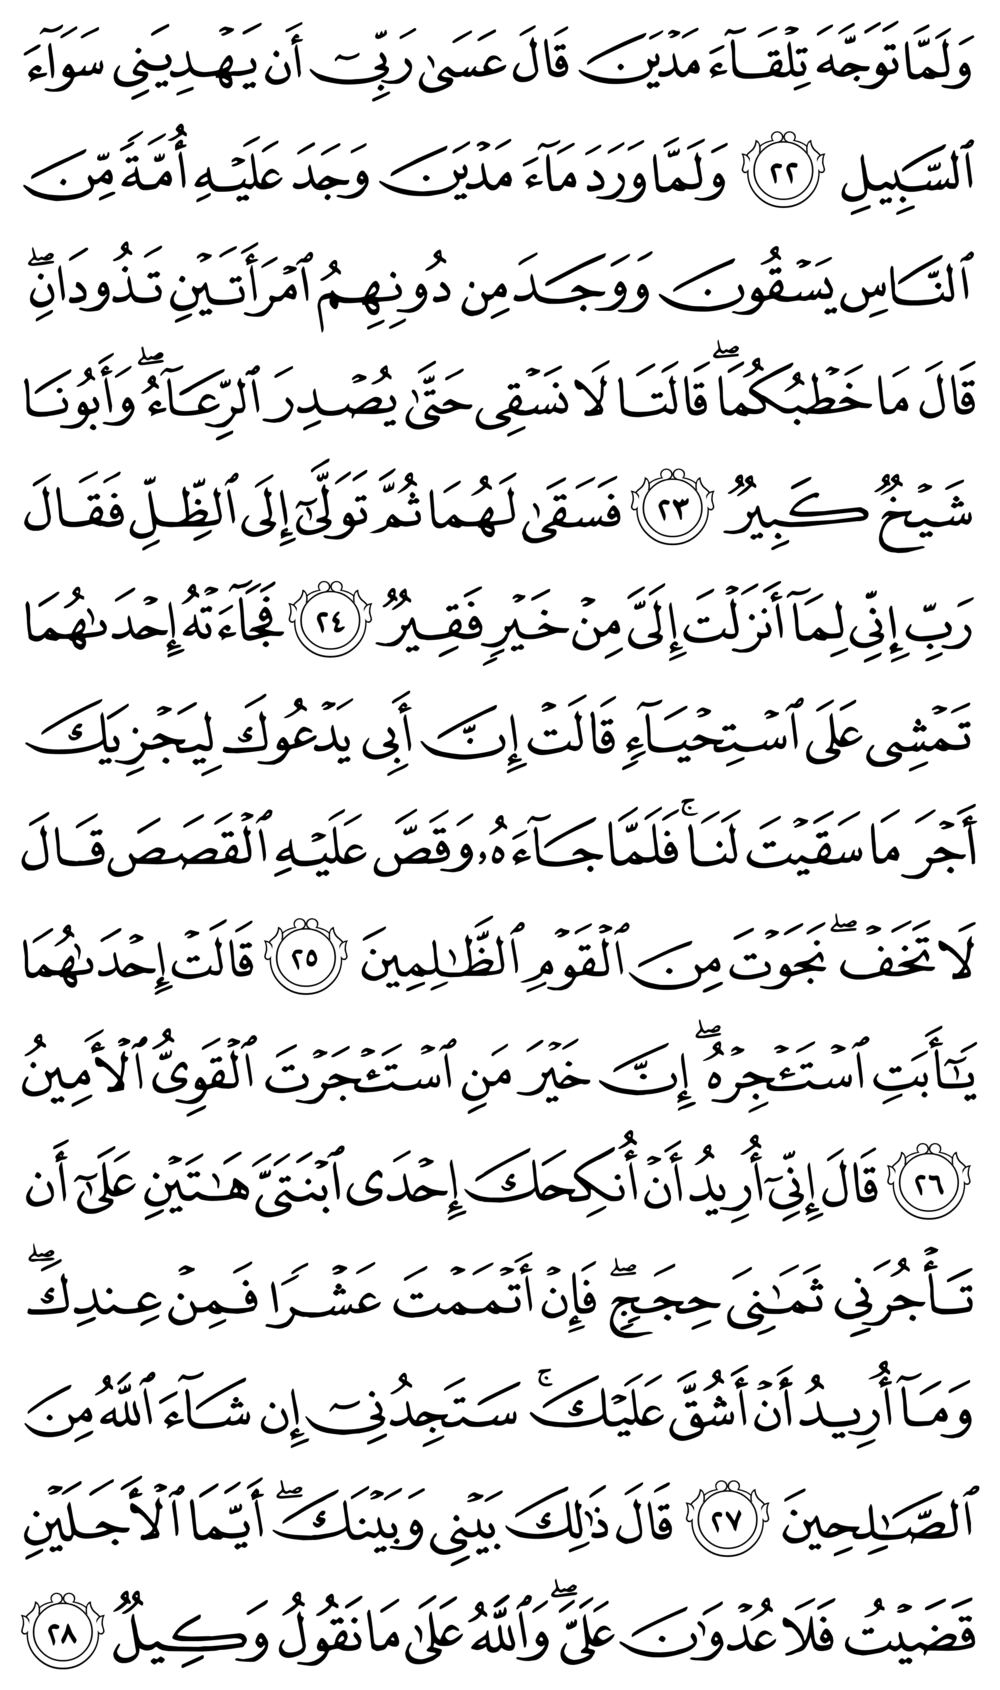 وَلَمَّا تَوَجَّهَ تِلۡقَآءَ مَدۡيَنَ قَالَ عَسَىٰ رَبِّيٓ أَن يَهۡدِيَنِي سَوَآءَ
ٱلسَّبِيلِ ٢٢ وَلَمَّا وَرَدَ مَآءَ مَدۡيَنَ وَجَدَ عَلَيۡهِ أُمَّةٗ مِّنَ
ٱلنَّاسِ يَسۡقُونَ وَوَجَدَ مِن دُونِهِمُ ٱمۡرَأَتَيۡنِ تَذُودَانِۖ
قَالَ مَا خَطۡبُكُمَاۖ قَالَتَا لَا نَسۡقِي حَتَّىٰ يُصۡدِرَ ٱلرِّعَآءُۖ وَأَبُونَا
شَيۡخٞ كَبِيرٞ ٢٣ فَسَقَىٰ لَهُمَا ثُمَّ تَوَلَّىٰٓ إِلَى ٱلظِّلِّ فَقَالَ
رَبِّ إِنِّي لِمَآ أَنزَلۡتَ إِلَيَّ مِنۡ خَيۡرٖ فَقِيرٞ ٢٤ فَجَآءَتۡهُ إِحۡدَىٰهُمَا
تَمۡشِي عَلَى ٱسۡتِحۡيَآءٖ قَالَتۡ إِنَّ أَبِي يَدۡعُوكَ لِيَجۡزِيَكَ
أَجۡرَ مَا سَقَيۡتَ لَنَاۚ فَلَمَّا جَآءَهُۥ وَقَصَّ عَلَيۡهِ ٱلۡقَصَصَ قَالَ
لَا تَخَفۡۖ نَجَوۡتَ مِنَ ٱلۡقَوۡمِ ٱلظَّٰلِمِينَ ٢٥ قَالَتۡ إِحۡدَىٰهُمَا
يَٰٓأَبَتِ ٱسۡتَـٔۡجِرۡهُۖ إِنَّ خَيۡرَ مَنِ ٱسۡتَـٔۡجَرۡتَ ٱلۡقَوِيُّ ٱلۡأَمِينُ
٢٦ قَالَ إِنِّيٓ أُرِيدُ أَنۡ أُنكِحَكَ إِحۡدَى ٱبۡنَتَيَّ هَٰتَيۡنِ عَلَىٰٓ أَن
تَأۡجُرَنِي ثَمَٰنِيَ حِجَجٖۖ فَإِنۡ أَتۡمَمۡتَ عَشۡرٗا فَمِنۡ عِندِكَۖ
وَمَآ أُرِيدُ أَنۡ أَشُقَّ عَلَيۡكَۚ سَتَجِدُنِيٓ إِن شَآءَ ٱللَّهُ مِنَ
ٱلصَّٰلِحِينَ ٢٧ قَالَ ذَٰلِكَ بَيۡنِي وَبَيۡنَكَۖ أَيَّمَا ٱلۡأَجَلَيۡنِ
قَضَيۡتُ فَلَا عُدۡوَٰنَ عَلَيَّۖ وَٱللَّهُ عَلَىٰ مَا نَقُولُ وَكِيلٞ ٢٨